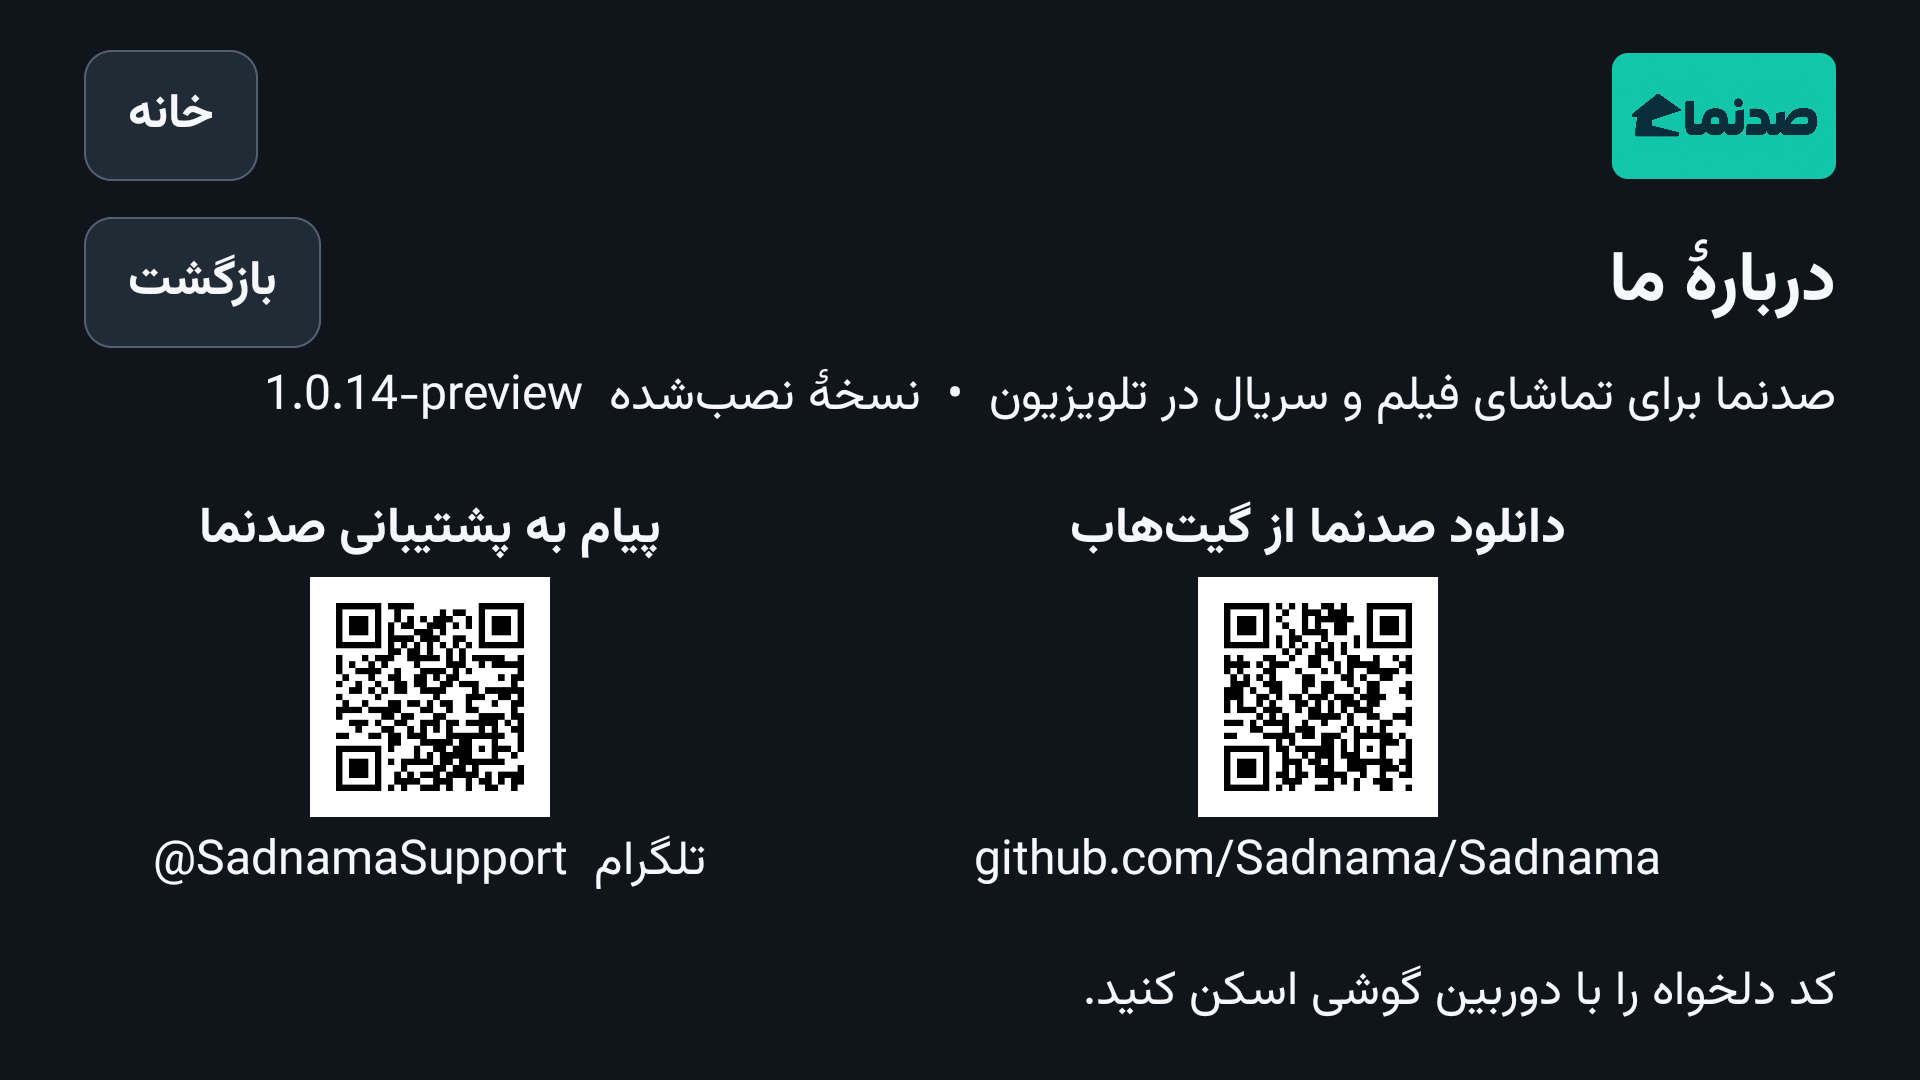 صدنما
خانه
دربارهٔ ما
بازگشت
صدنما برای تماشای فیلم و سریال در تلویزیون • نسخهٔ نصب‌شده 1.0.14-preview
دانلود صدنما از گیت‌هاب
github.com/Sadnama/Sadnama
پیام به پشتیبانی صدنما
تلگرام @SadnamaSupport
کد دلخواه را با دوربین گوشی اسکن کنید.